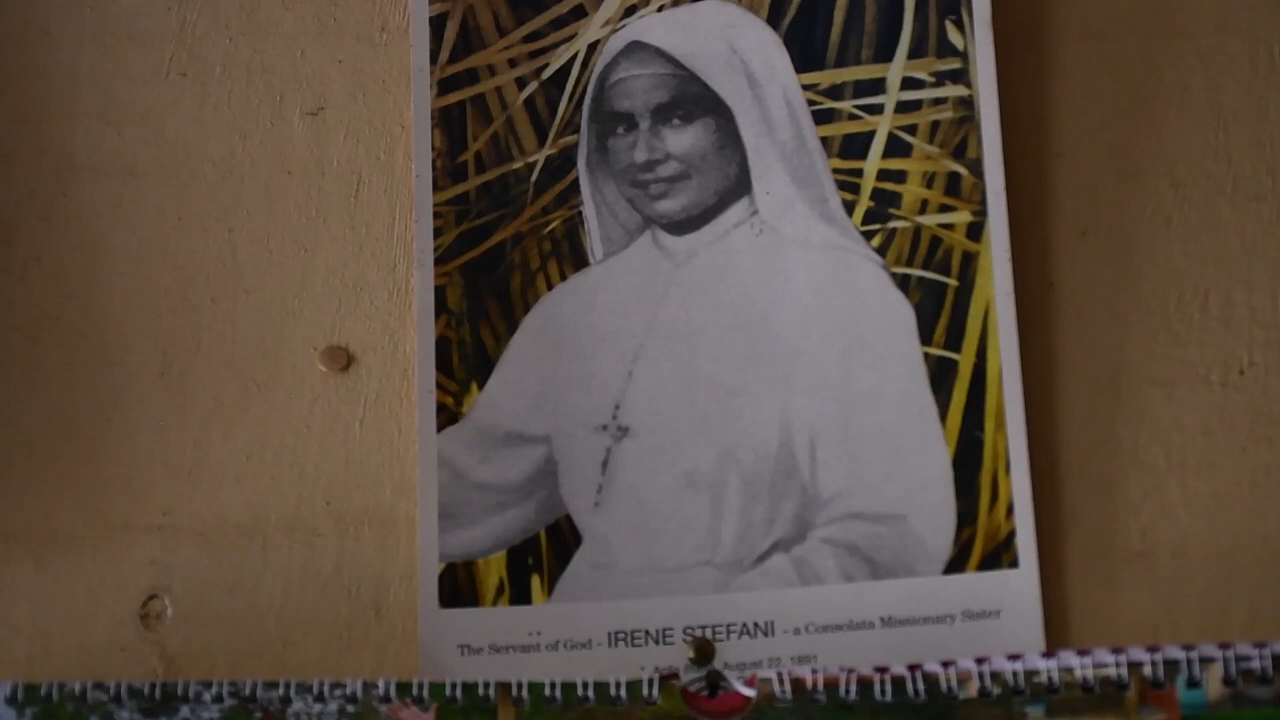 The Servant of God - IRENE STEFANI - a Consolata Missionary Sister
August 22, 1891